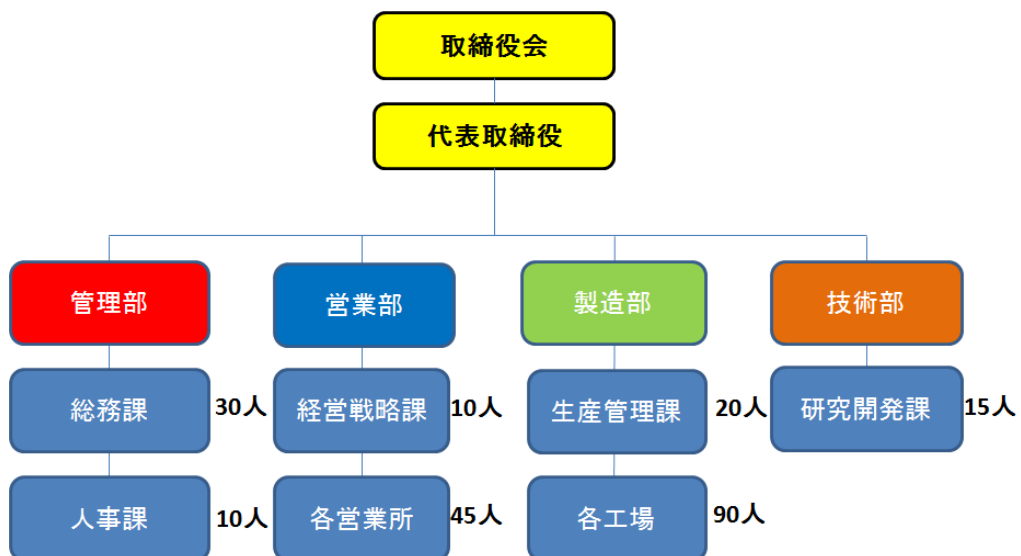 取締役会
代表取締役
管理部
営業部
製造部
技術部
総務課 30人
経営戦略課 10人
生産管理課 20人
研究開発課 15人
人事課 10人
各営業所 45人
各工場 90人